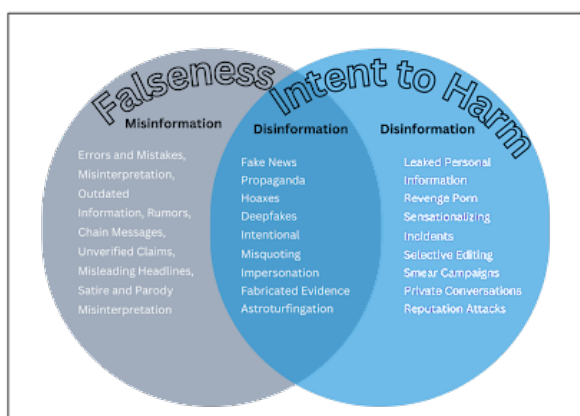 Falseness
Intent to Harm
Misinformation
Errors and Mistakes,
Misinterpretation,
Outdated
Information, Rumors,
Chain Messages,
Unverified Claims,
Misleading Headlines,
Satire and Parody
Misinterpretation
Disinformation
Fake News
Propaganda
Hoaxes
Deepfakes
Intentional
Misquoting
Impersonation
Fabricated Evidence
Astroturfingation
Disinformation
Leaked Personal
Information
Revenge Porn
Sensationalizing
Incidents
Selective Editing
Smear Campaigns
Private Conversations
Reputation Attacks